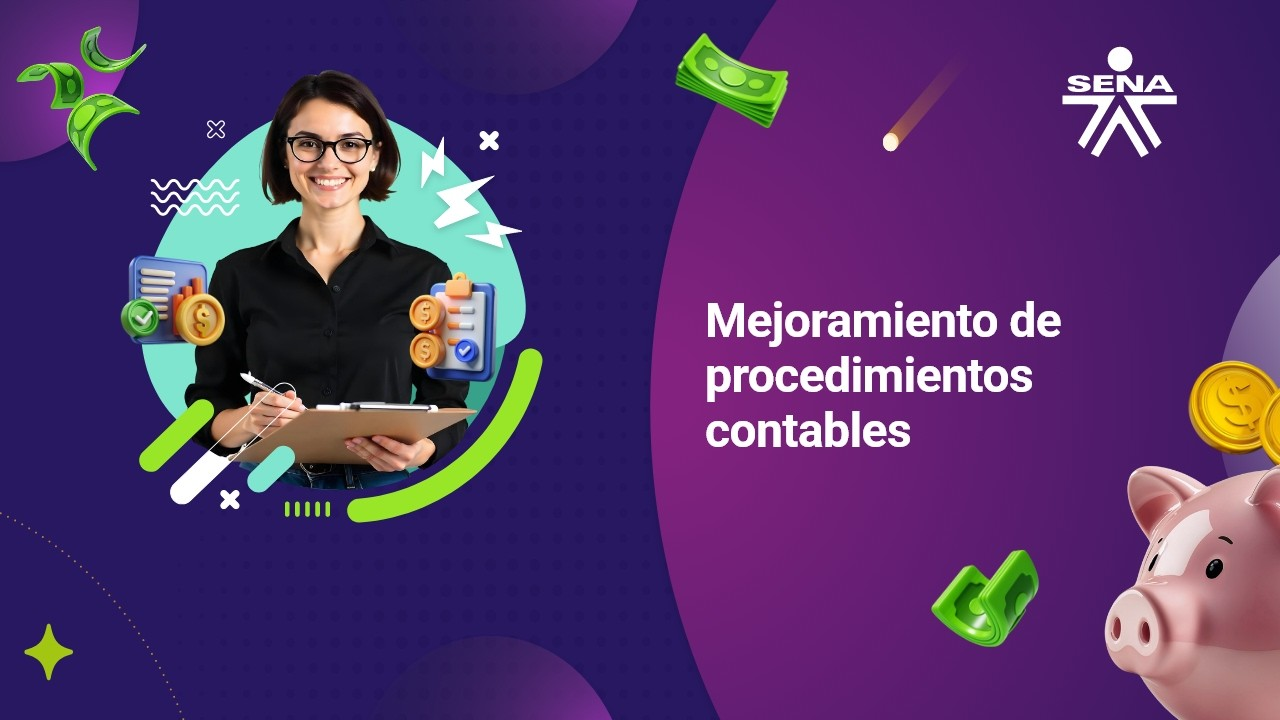 SENA
Mejoramiento de
procedimientos
contables